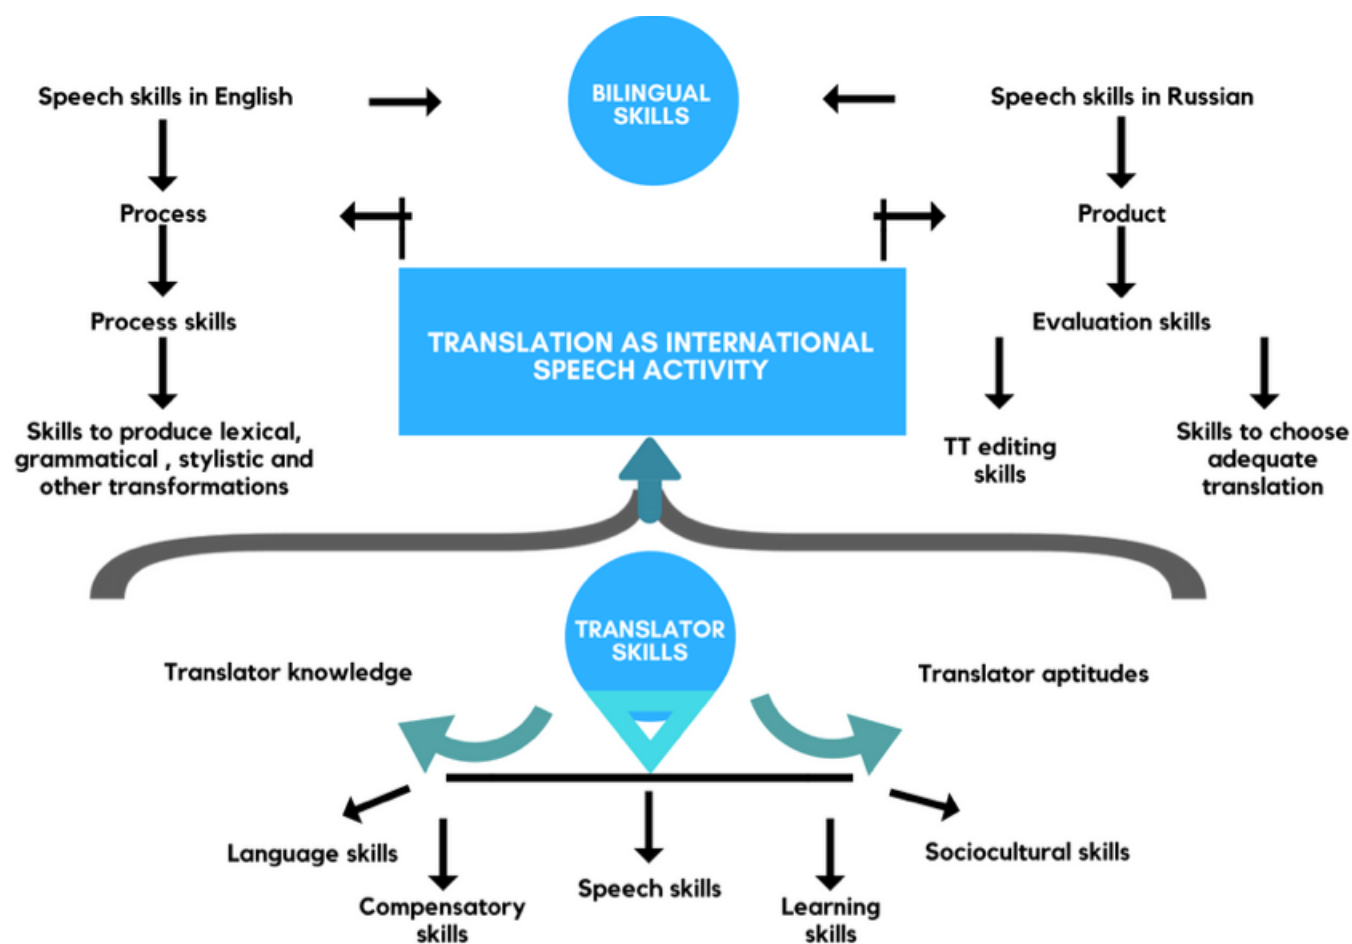 Speech skills in English
BILINGUAL
SKILLS
Speech skills in Russian
Process
Product
Process skills
Evaluation skills
TRANSLATION AS INTERNATIONAL
SPEECH ACTIVITY
Skills to produce lexical,
grammatical , stylistic and
other transformations
TT editing
skills
Skills to choose
adequate
translation
TRANSLATOR
SKILLS
Translator knowledge
Translator aptitudes
Language skills
Compensatory
skills
Speech skills
Learning
skills
Sociocultural skills